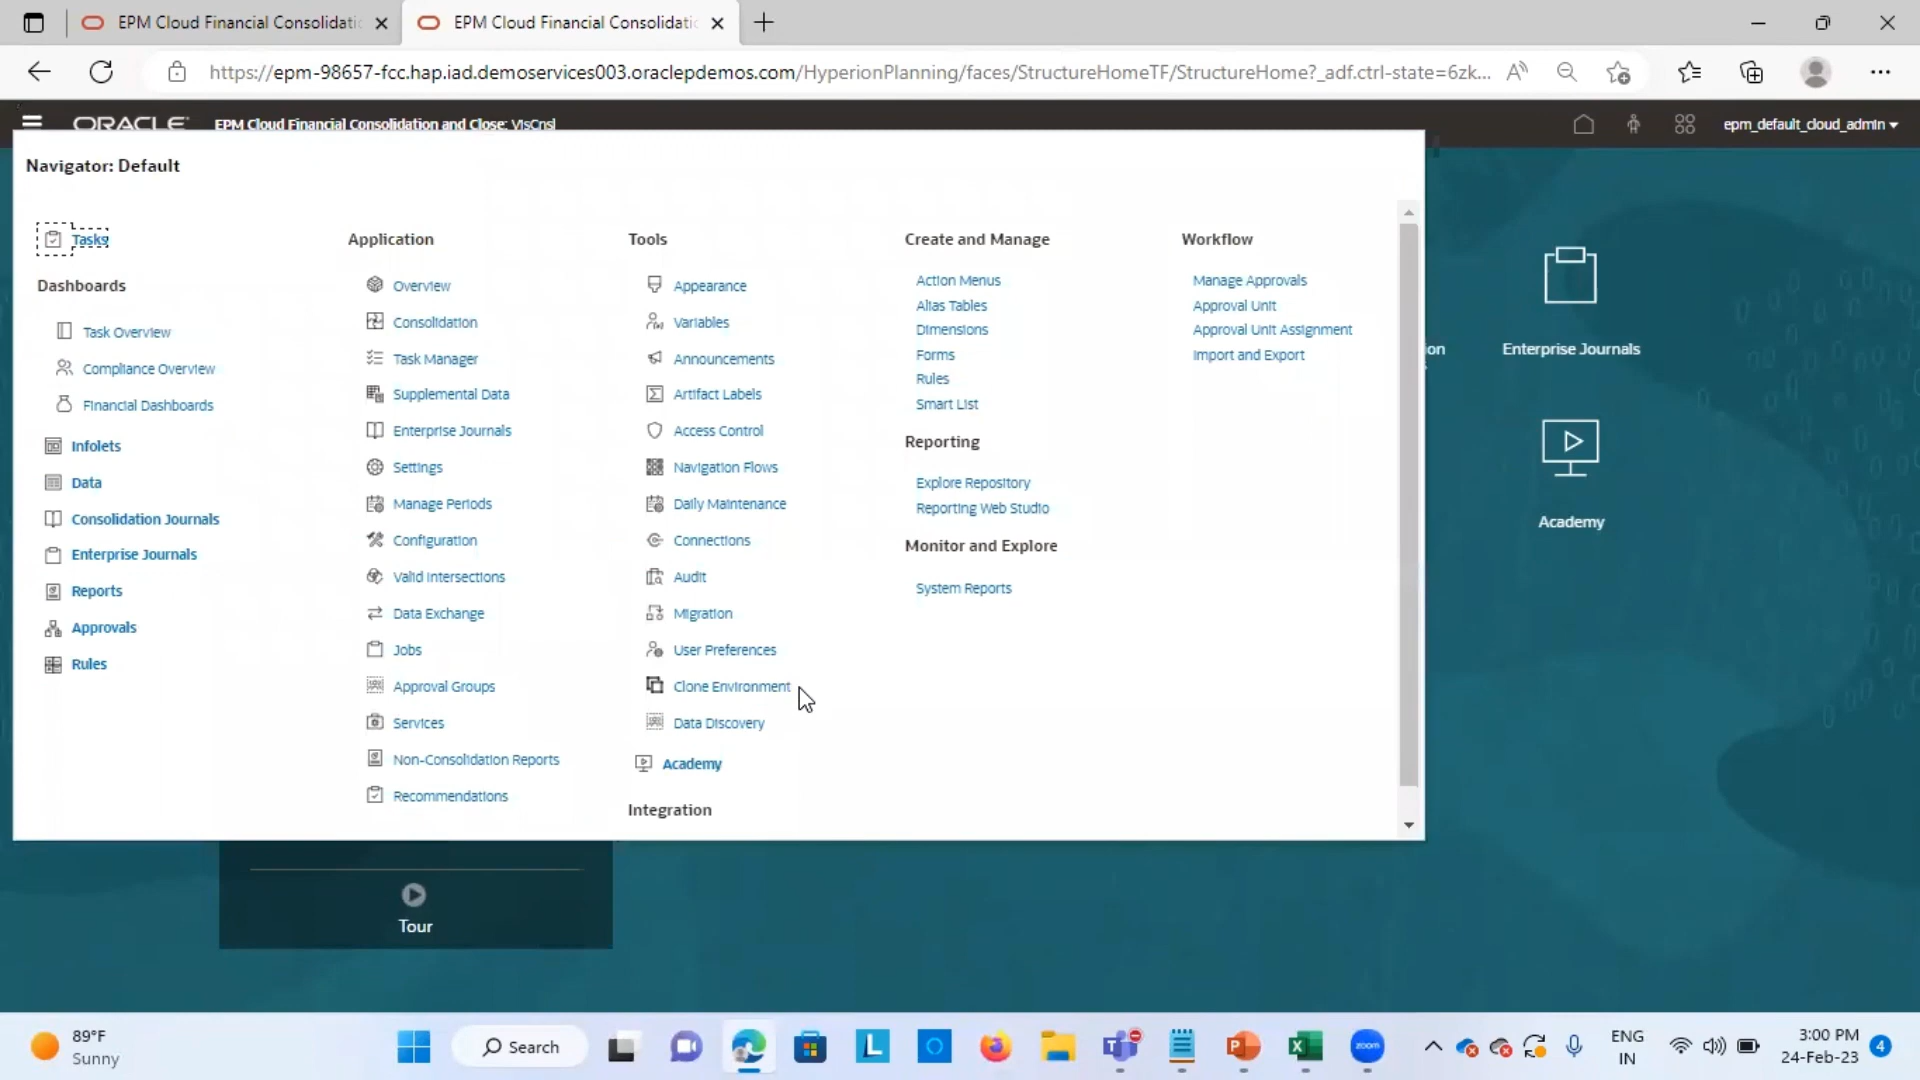 EPM Cloud Financial Consolidati
EPM Cloud Financial Consolidati
https://epm-98657-fcc.hap.iad.demoservices003.oraclepdemos.com/HyperionPlanning/faces/StructureHomeTF/StructureHome?_adf.ctrl-state=6zk...
ORACLE EPM Cloud Financial Consolidation and Close: VisCnsl
epm_default_cloud_admin
Navigator: Default
Tasks
Dashboards
Task Overview
Compliance Overview
Financial Dashboards
Infolets
Data
Consolidation Journals
Enterprise Journals
Reports
Approvals
Rules
Application
Overview
Consolidation
Task Manager
Supplemental Data
Enterprise Journals
Settings
Manage Periods
Configuration
Valid Intersections
Data Exchange
Jobs
Approval Groups
Services
Non-Consolidation Reports
Recommendations
Tools
Appearance
Variables
Announcements
Artifact Labels
Access Control
Navigation Flows
Daily Maintenance
Connections
Audit
Migration
User Preferences
Clone Environment
Data Discovery
Academy
Integration
Create and Manage
Action Menus
Alias Tables
Dimensions
Forms
Rules
Smart List
Reporting
Explore Repository
Reporting Web Studio
Monitor and Explore
System Reports
Workflow
Manage Approvals
Approval Unit
Approval Unit Assignment
Import and Export
ion
Enterprise Journals
Academy
Tour
89°F
Sunny
Search
zoom
ENG
IN
3:00 PM
24-Feb-23
4